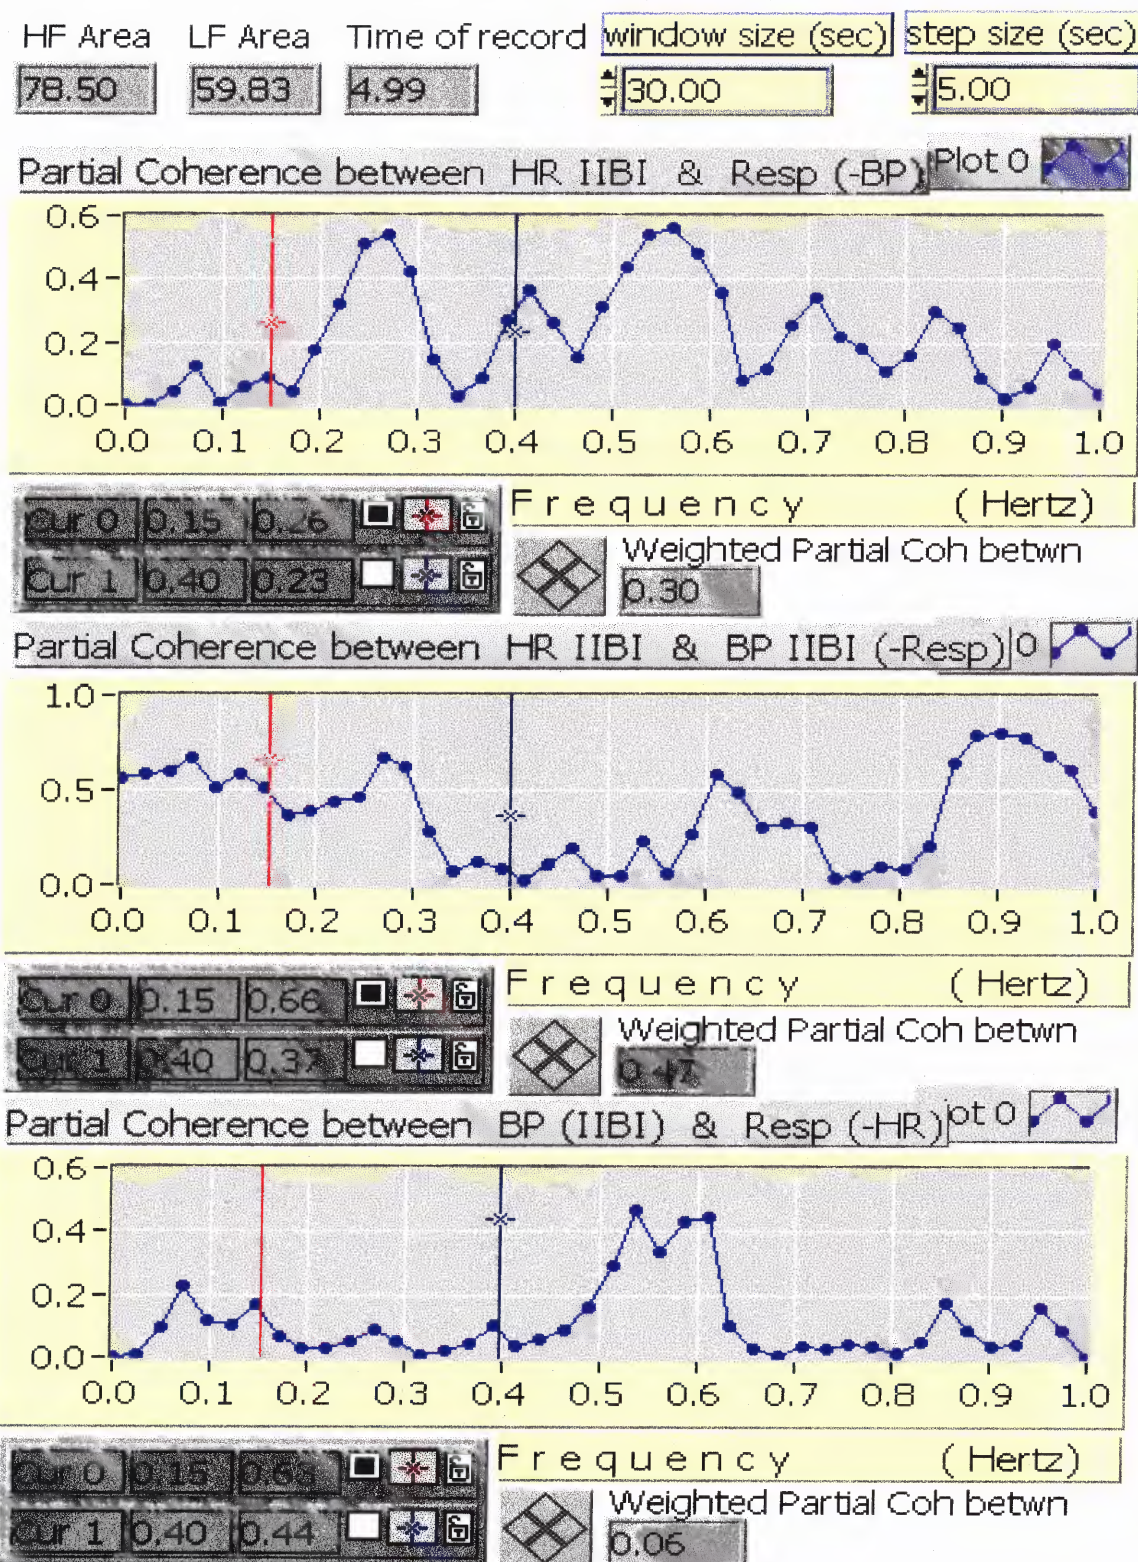 HF Area LF Area Time of record window size (sec) step size (sec)
78.50 59.83 4.99 30.00 5.00
Partial Coherence between HR IIBI & Resp (-BP) Plot 0
0.6
0.4
0.2
0.0
0.0 0.1 0.2 0.3 0.4 0.5 0.6 0.7 0.8 0.9 1.0
Cur 0 0.15 0.26 Frequency (Hertz)
Weighted Partial Coh betwn
Cur 1 0.40 0.23 0.30
Partial Coherence between HR IIBI & BP IIBI (-Resp) 0
1.0
0.5
0.0
0.0 0.1 0.2 0.3 0.4 0.5 0.6 0.7 0.8 0.9 1.0
Cur 0 0.15 0.66 Frequency (Hertz)
Weighted Partial Coh betwn
Cur 1 0.40 0.37 0.47
Partial Coherence between BP (IIBI) & Resp (-HR) ot 0
0.6
0.4
0.2
0.0
0.0 0.1 0.2 0.3 0.4 0.5 0.6 0.7 0.8 0.9 1.0
Cur 0 0.15 Frequency (Hertz)
Weighted Partial Coh betwn
Cur 1 0.40 0.44 0.06